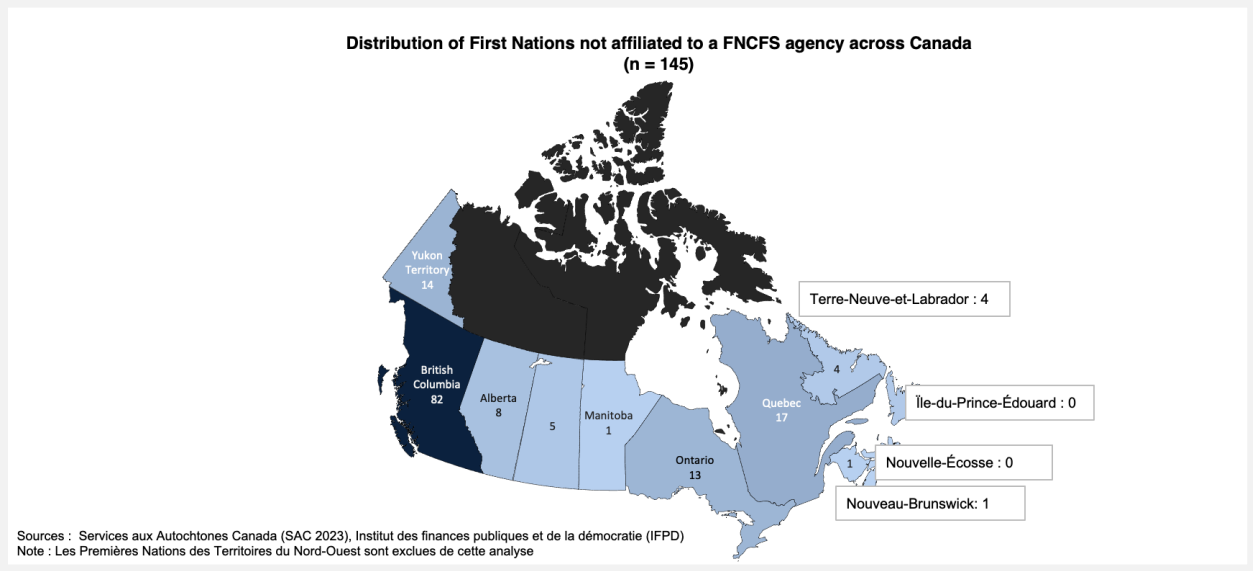 Distribution of First Nations not affiliated to a FNCFS agency across Canada
(n = 145)
Yukon
Territory
14
British
Columbia
82
Alberta
8
5
Manitoba
1
Ontario
13
Quebec
17
4
1
Terre-Neuve-et-Labrador : 4
Ïle-du-Prince-Édouard : 0
Nouvelle-Écosse : 0
Nouveau-Brunswick: 1
Sources : Services aux Autochtones Canada (SAC 2023), Institut des finances publiques et de la démocratie (IFPD)
Note : Les Premières Nations des Territoires du Nord-Ouest sont exclues de cette analyse